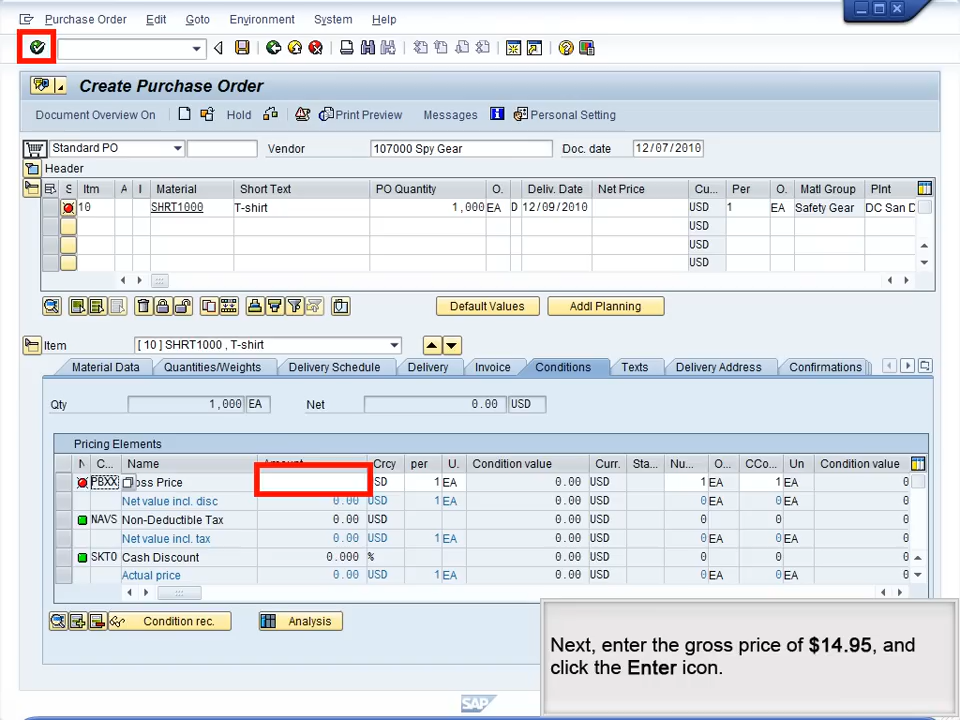 Purchase Order Edit Goto Environment System Help
Create Purchase Order
Document Overview On Hold Print Preview Messages Personal Setting
Standard PO Vendor 107000 Spy Gear Doc. date 12/07/2010
Header
S Itm A I Material Short Text PO Quantity O. Deliv. Date Net Price Cu... Per O. Matl Group Plnt
10 SHRT1000 T-shirt 1,000 EA D 12/09/2010 USD 1 EA Safety Gear DC San D
USD
USD
USD
Default Values Addl Planning
Item [ 10 ] SHRT1000 , T-shirt
Material Data Quantities/Weights Delivery Schedule Delivery Invoice Conditions Texts Delivery Address Confirmations
Qty 1,000 EA Net 0.00 USD
Pricing Elements
N C... Name Crcy per U. Condition value Curr. Sta... Nu... O... CCo... Un Condition value
PBXX oss Price SD 1 EA 0.00 USD 1 EA 1 EA 0
Net value incl. disc 0.00 USD 1 EA 0.00 USD 0 EA 0 EA 0
NAVS Non-Deductible Tax 0.00 USD 0.00 USD 0 0 0
Net value incl. tax 0.00 USD 1 EA 0.00 USD 0 EA 0 EA 0
SKTO Cash Discount 0.000 % 0.00 USD 0 0 0
Actual price 0.00 USD 1 EA 0.00 USD 0 EA 0 EA 0
Condition rec. Analysis
Next, enter the gross price of $14.95, and
click the Enter icon.
SAP